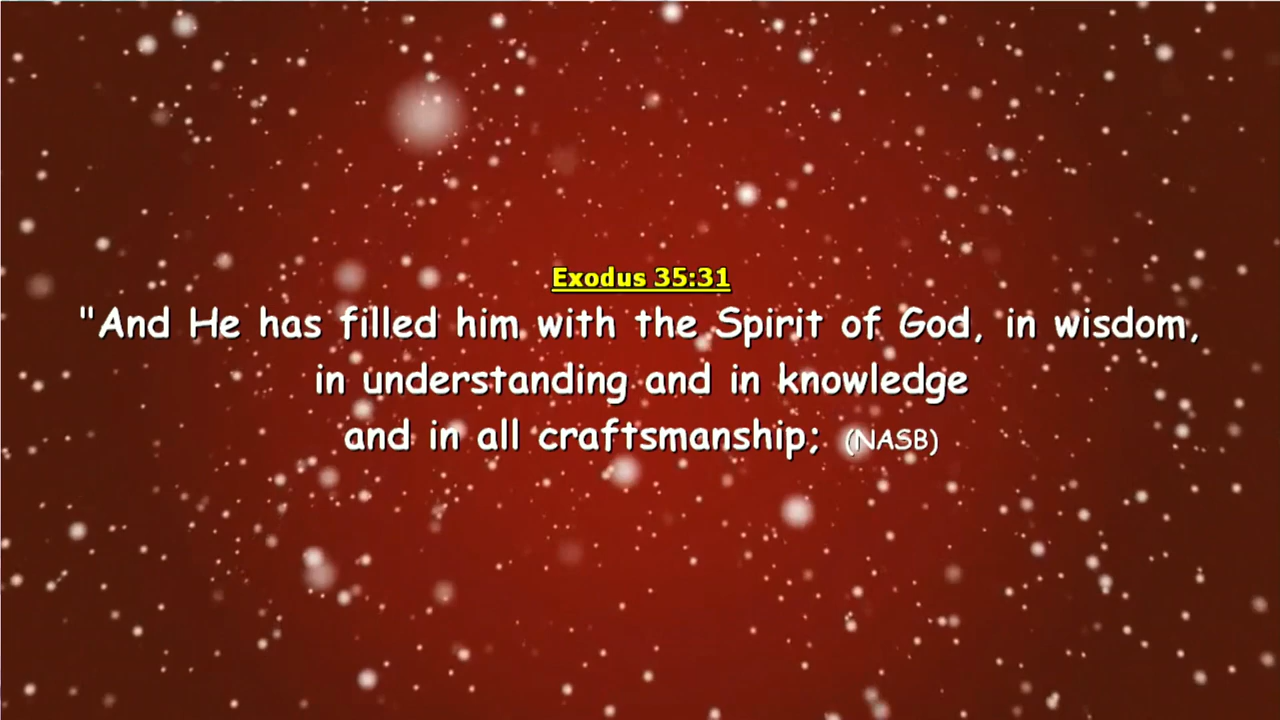 Exodus 35:31
"And He has filled him with the Spirit of God, in wisdom,
in understanding and in knowledge
and in all craftsmanship; (NASB)